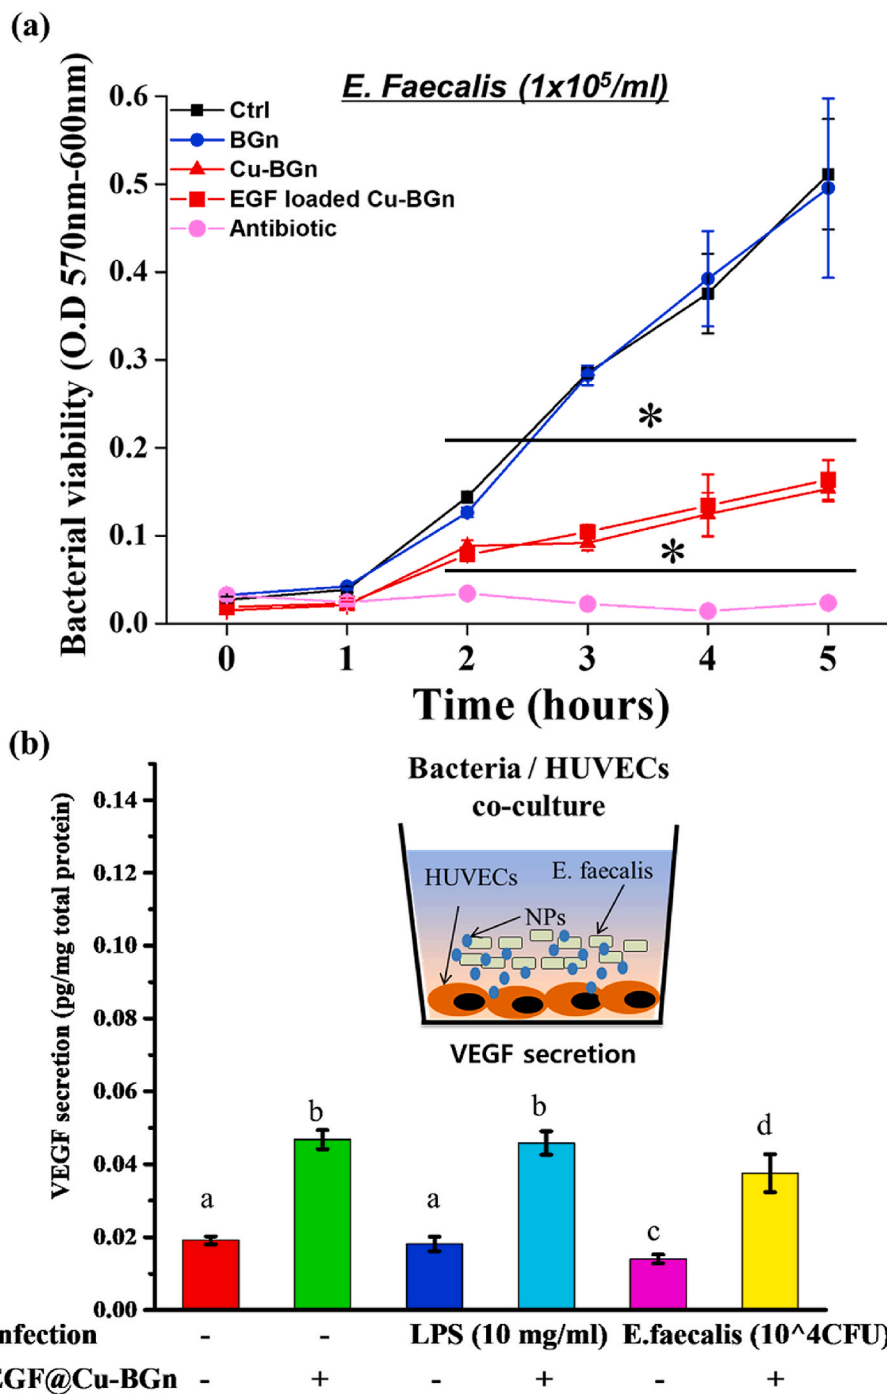 (a)
E. Faecalis (1x10⁵/ml)
Ctrl
BGn
Cu-BGn
EGF loaded Cu-BGn
Antibiotic
Bacterial viability (O.D 570nm-600nm)
0.6
0.5
0.4
0.3
0.2
0.1
0.0
*
*
0 1 2 3 4 5
Time (hours)
(b)
Bacteria / HUVECs
co-culture
HUVECs
E. faecalis
NPs
VEGF secretion
VEGF secretion (pg/mg total protein)
0.14
0.12
0.10
0.08
0.06
0.04
0.02
0.00
a b a b c d
nfection - - LPS (10 mg/ml) E.faecalis (10^4CFU)
EGF@Cu-BGn - + - + - +